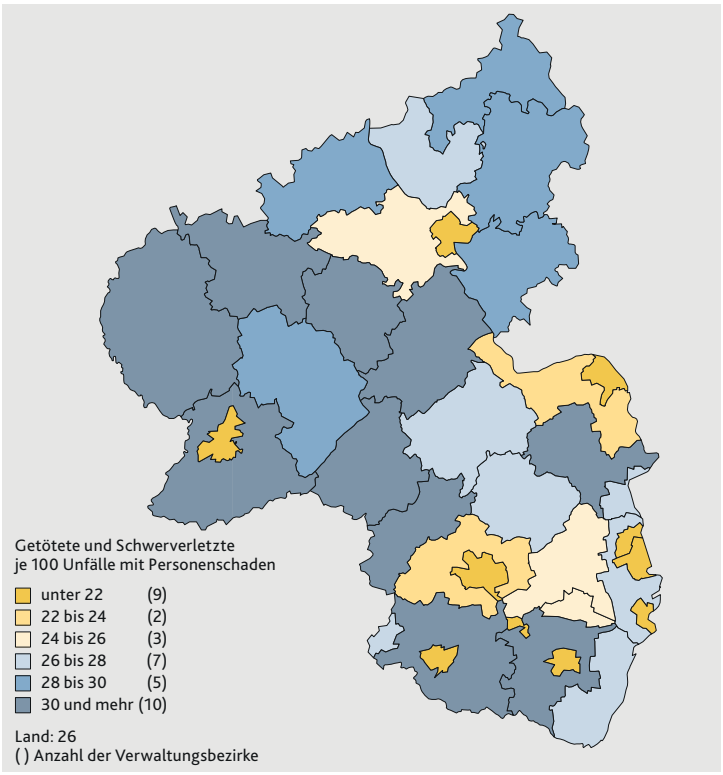 Getötete und Schwerverletzte
je 100 Unfälle mit Personenschaden
unter 22 (9)
22 bis 24 (2)
24 bis 26 (3)
26 bis 28 (7)
28 bis 30 (5)
30 und mehr (10)
Land: 26
( ) Anzahl der Verwaltungsbezirke